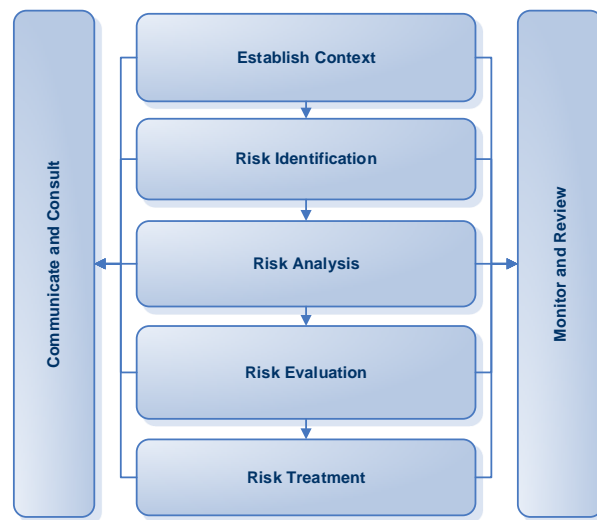 Communicate and Consult
Establish Context
Risk Identification
Risk Analysis
Risk Evaluation
Risk Treatment
Monitor and Review